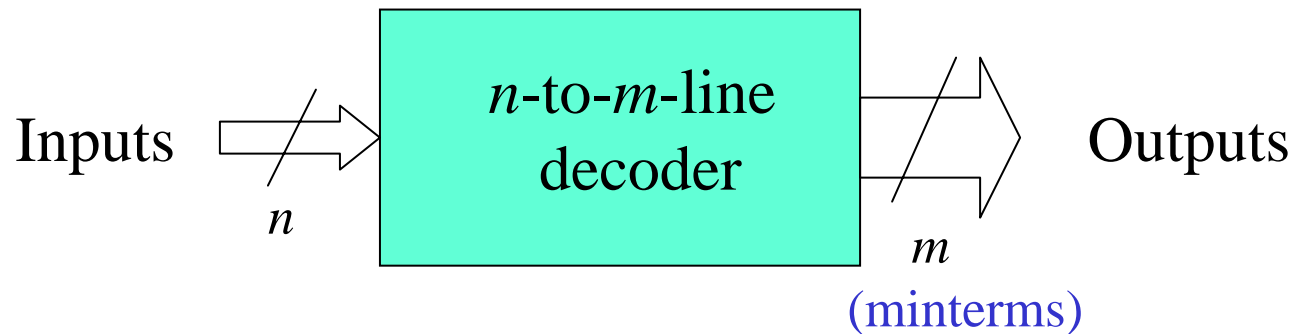 Inputs
n
n-to-m-line
decoder
Outputs
m
(minterms)